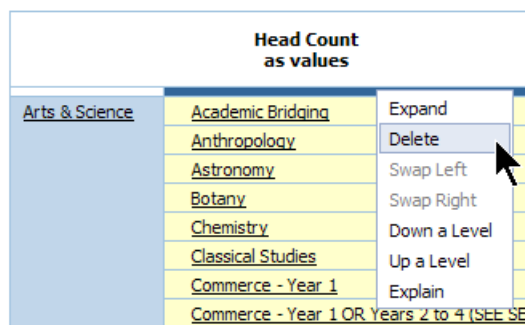 Head Count
as values
Arts & Science
Academic Bridging
Anthropology
Astronomy
Botany
Chemistry
Classical Studies
Commerce - Year 1
Commerce - Year 1 OR Years 2 to 4 (SEE SE
Expand
Delete
Swap Left
Swap Right
Down a Level
Up a Level
Explain